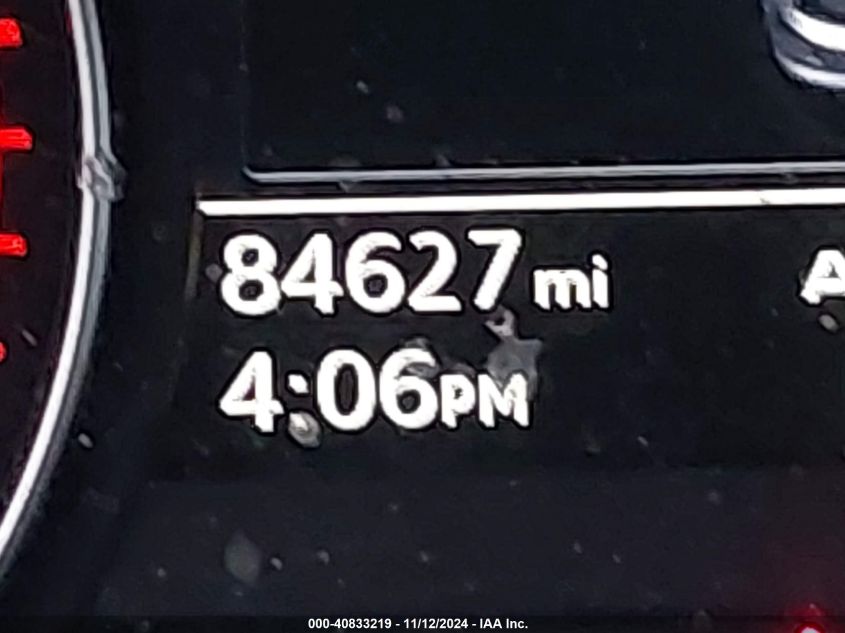 84627 mi
4:06PM
A
000-40833219 - 11/12/2024 - IAA Inc.